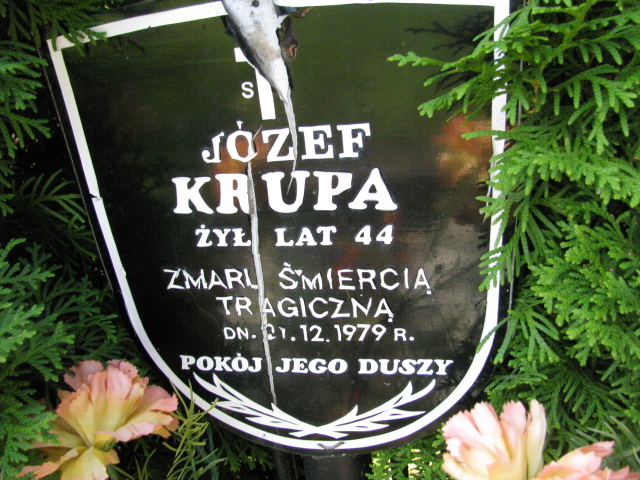 Ś
JÓZEF
KRUPA
ŻYŁ LAT 44
ZMARŁ ŚMIERCIĄ
TRAGICZNĄ
DN. 21.12.1979 R.
POKÓJ JEGO DUSZY